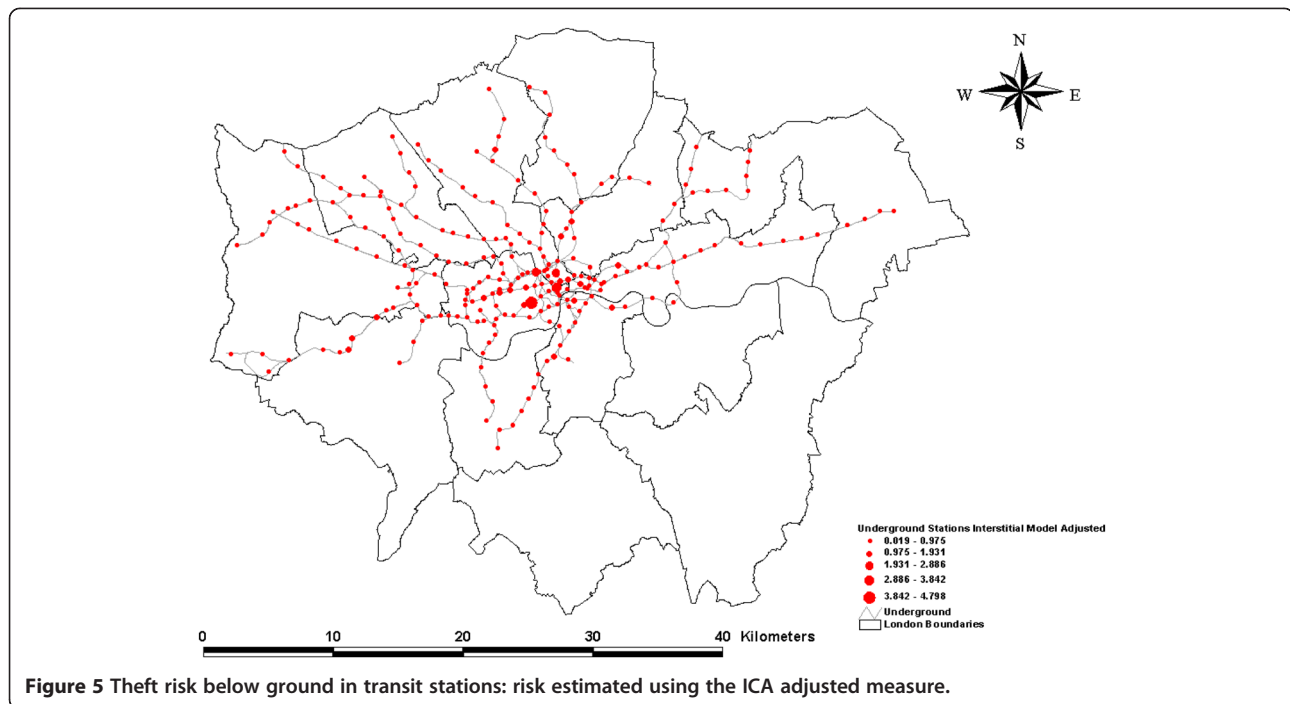 N
W E
S
Underground Stations Interstitial Model Adjusted
0.019 - 0.975
0.975 - 1.931
1.931 - 2.886
2.886 - 3.842
3.842 - 4.798
Underground
London Boundaries
0 10 20 30 40 Kilometers
Figure 5 Theft risk below ground in transit stations: risk estimated using the ICA adjusted measure.